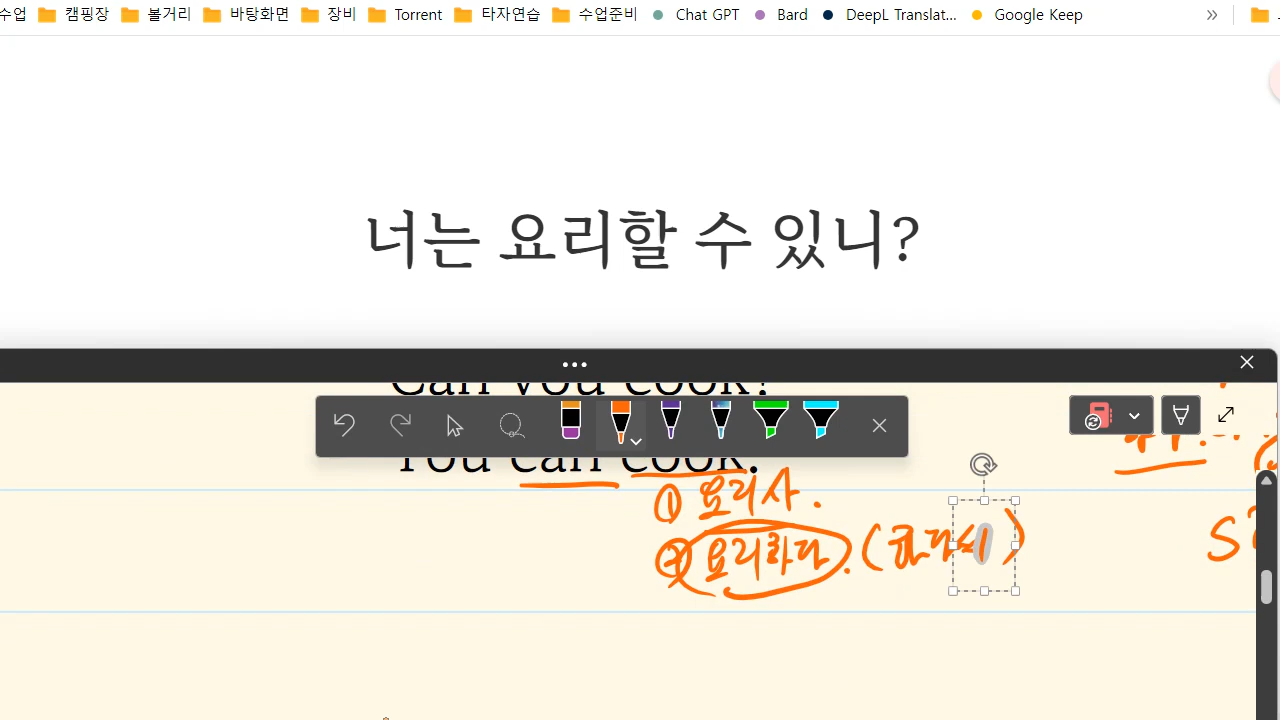 수업 캠핑장 볼거리 바탕화면 장비 Torrent 타자연습 수업준비 Chat GPT Bard DeepL Translat... Google Keep »
너는 요리할 수 있니?
Can you cook?
You can cook.
① 요리사.
② 요리하다.